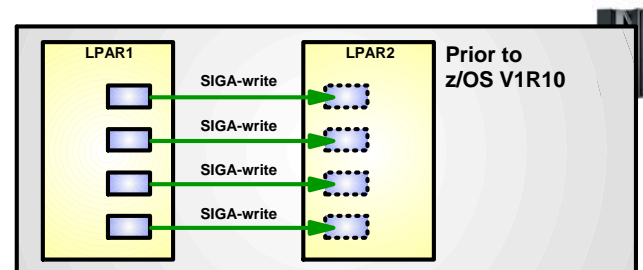 LPAR1
LPAR2
Prior to
z/OS V1R10
SIGA-write
SIGA-write
SIGA-write
SIGA-write